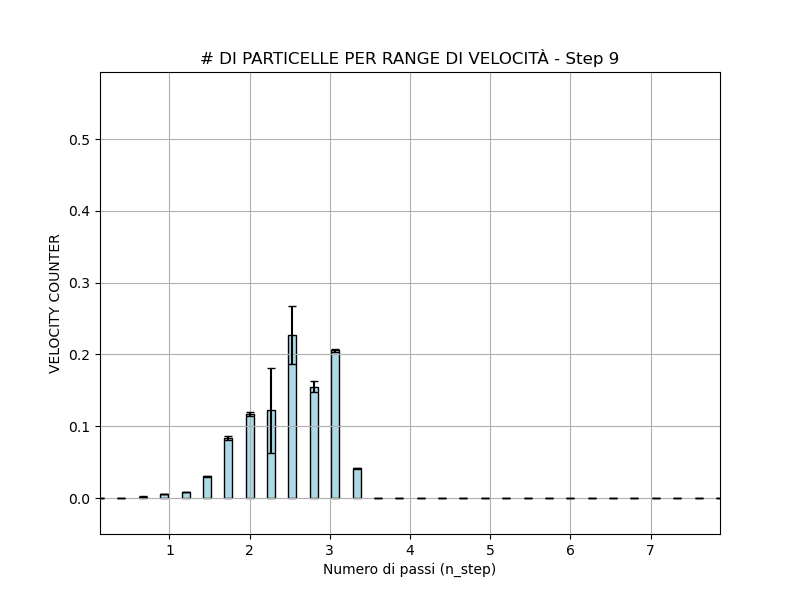 # DI PARTICELLE PER RANGE DI VELOCITÀ - Step 9
VELOCITY COUNTER
0.5
0.4
0.3
0.2
0.1
0.0
1 2 3 4 5 6 7
Numero di passi (n_step)